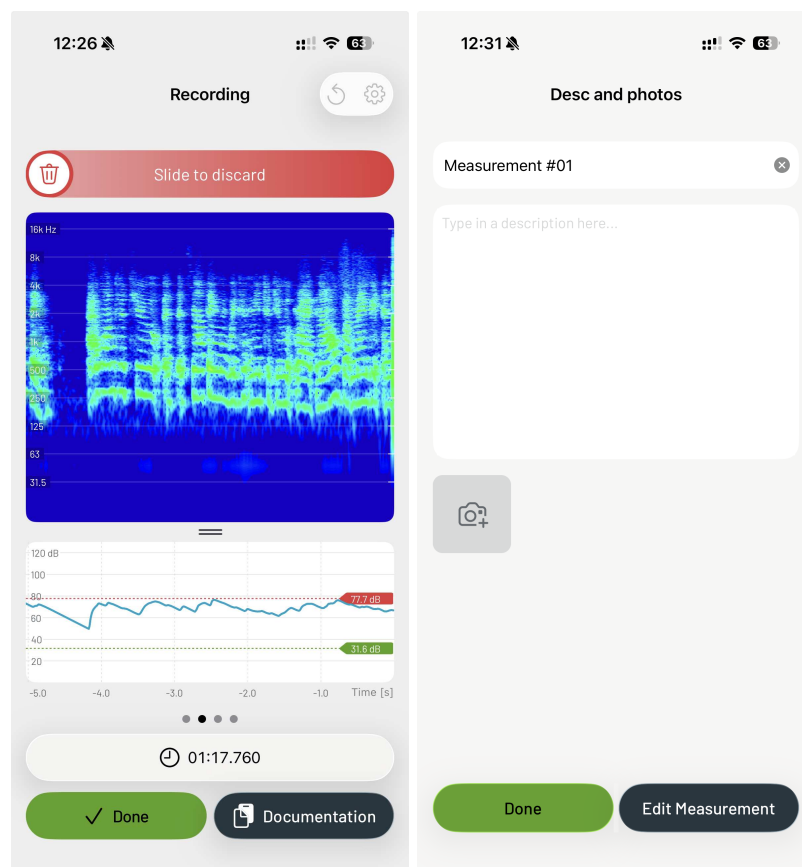 12:26
63
Recording
Slide to discard
16k Hz
8k
4k
2k
1k
500
250
125
63
31.5
120 dB
100
80
77.7 dB
60
40
31.6 dB
20
-5.0 -4.0 -3.0 -2.0 -1.0 Time [s]
01:17.760
Done
Documentation
12:31
63
Desc and photos
Measurement #01
Type in a description here...
Done
Edit Measurement